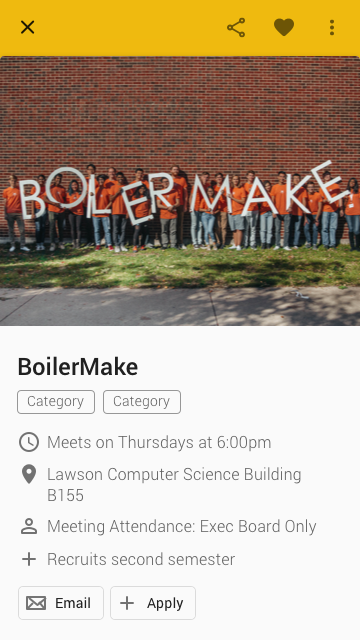 BOILERMAKE!
BoilerMake
Category Category
Meets on Thursdays at 6:00pm
Lawson Computer Science Building
B155
Meeting Attendance: Exec Board Only
Recruits second semester
Email Apply